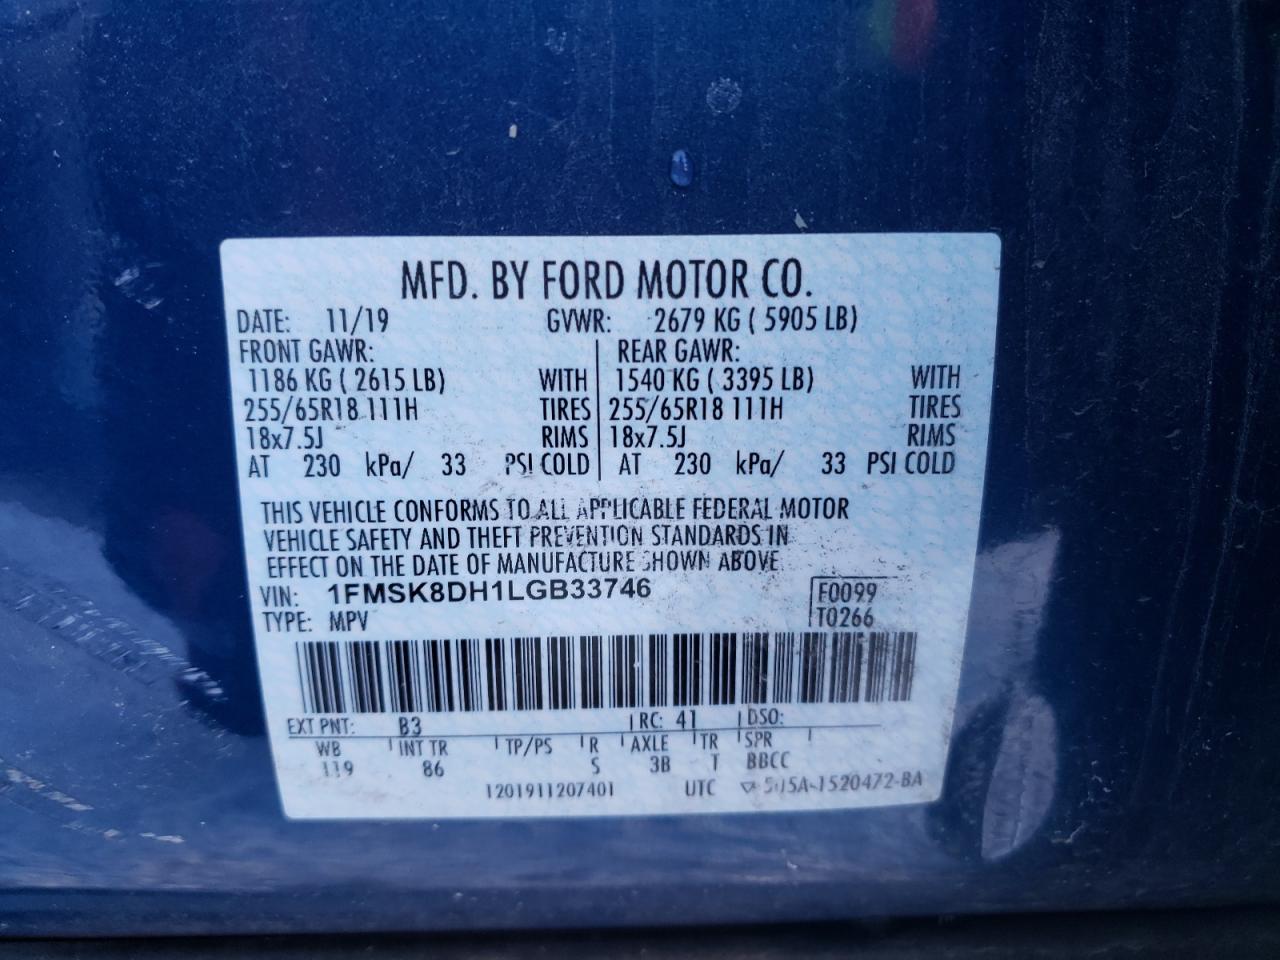 MFD. BY FORD MOTOR CO.
DATE: 11/19 GVWR: 2679 KG ( 5905 LB)
FRONT GAWR: REAR GAWR:
1186 KG ( 2615 LB) WITH 1540 KG ( 3395 LB) WITH
255/65R18 111H TIRES 255/65R18 111H TIRES
18x7.5J RIMS 18x7.5J RIMS
AT 230 kPa/ 33 PSI COLD AT 230 kPa/ 33 PSI COLD
THIS VEHICLE CONFORMS TO ALL APPLICABLE FEDERAL MOTOR
VEHICLE SAFETY AND THEFT PREVENTION STANDARDS IN
EFFECT ON THE DATE OF MANUFACTURE SHOWN ABOVE
VIN: 1FMSK8DH1LGB33746 F0099
TYPE: MPV T0266
EXT PNT: B3 RC: 41 DSO:
WB INT TR TP/PS R AXLE TR SPR
119 86 S 3B T BBCC
1201911207401 UTC